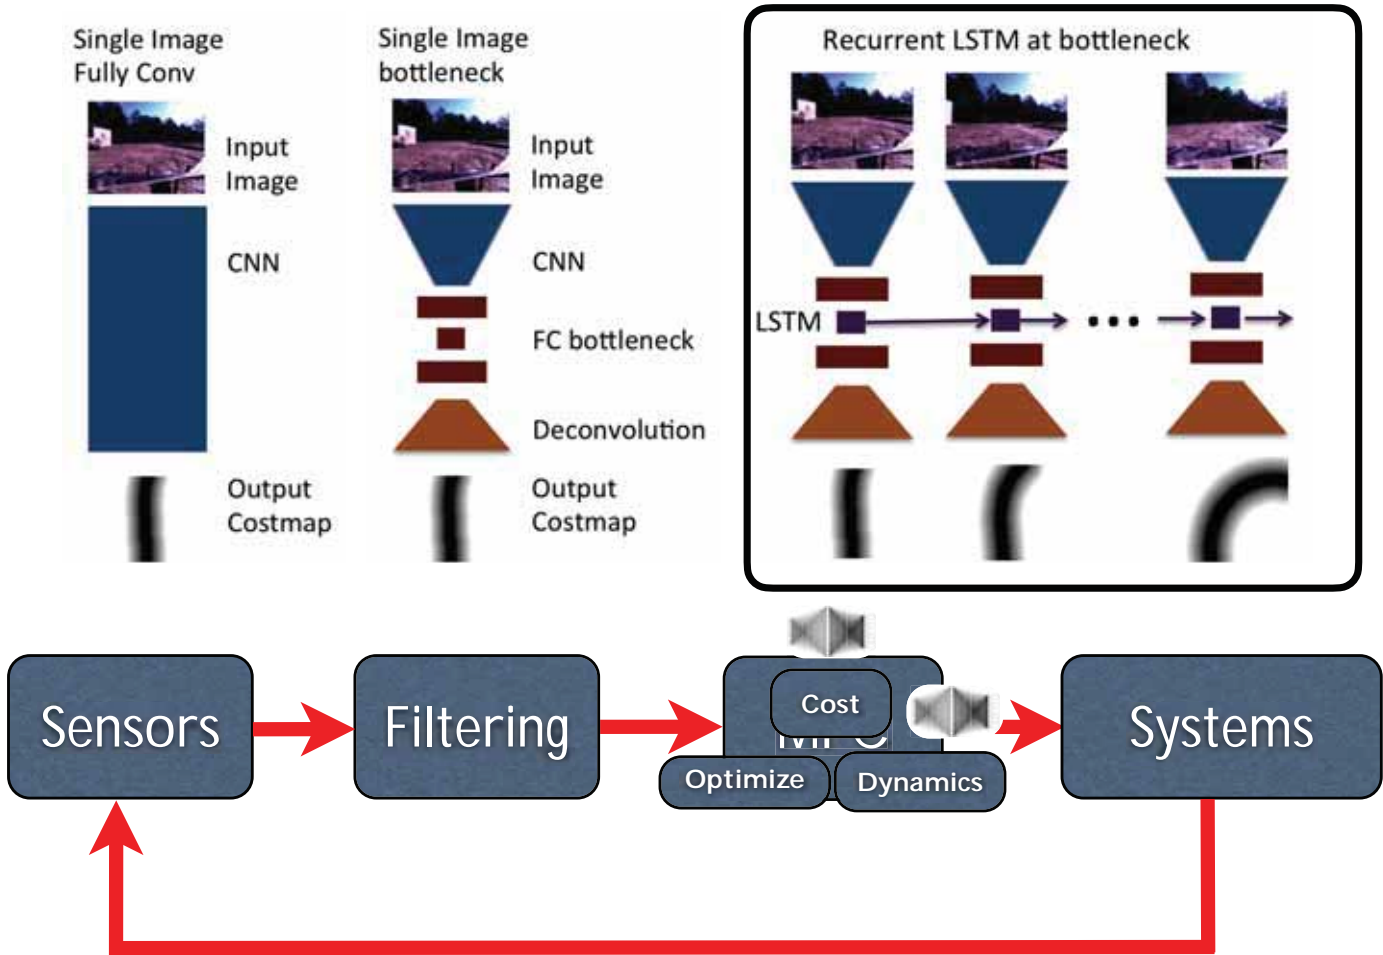 Single Image
Fully Conv
Input
Image
CNN
Output
Costmap
Single Image
bottleneck
Input
Image
CNN
FC bottleneck
Deconvolution
Output
Costmap
Recurrent LSTM at bottleneck
LSTM
Sensors
Filtering
Cost
MPC
Optimize
Dynamics
Systems